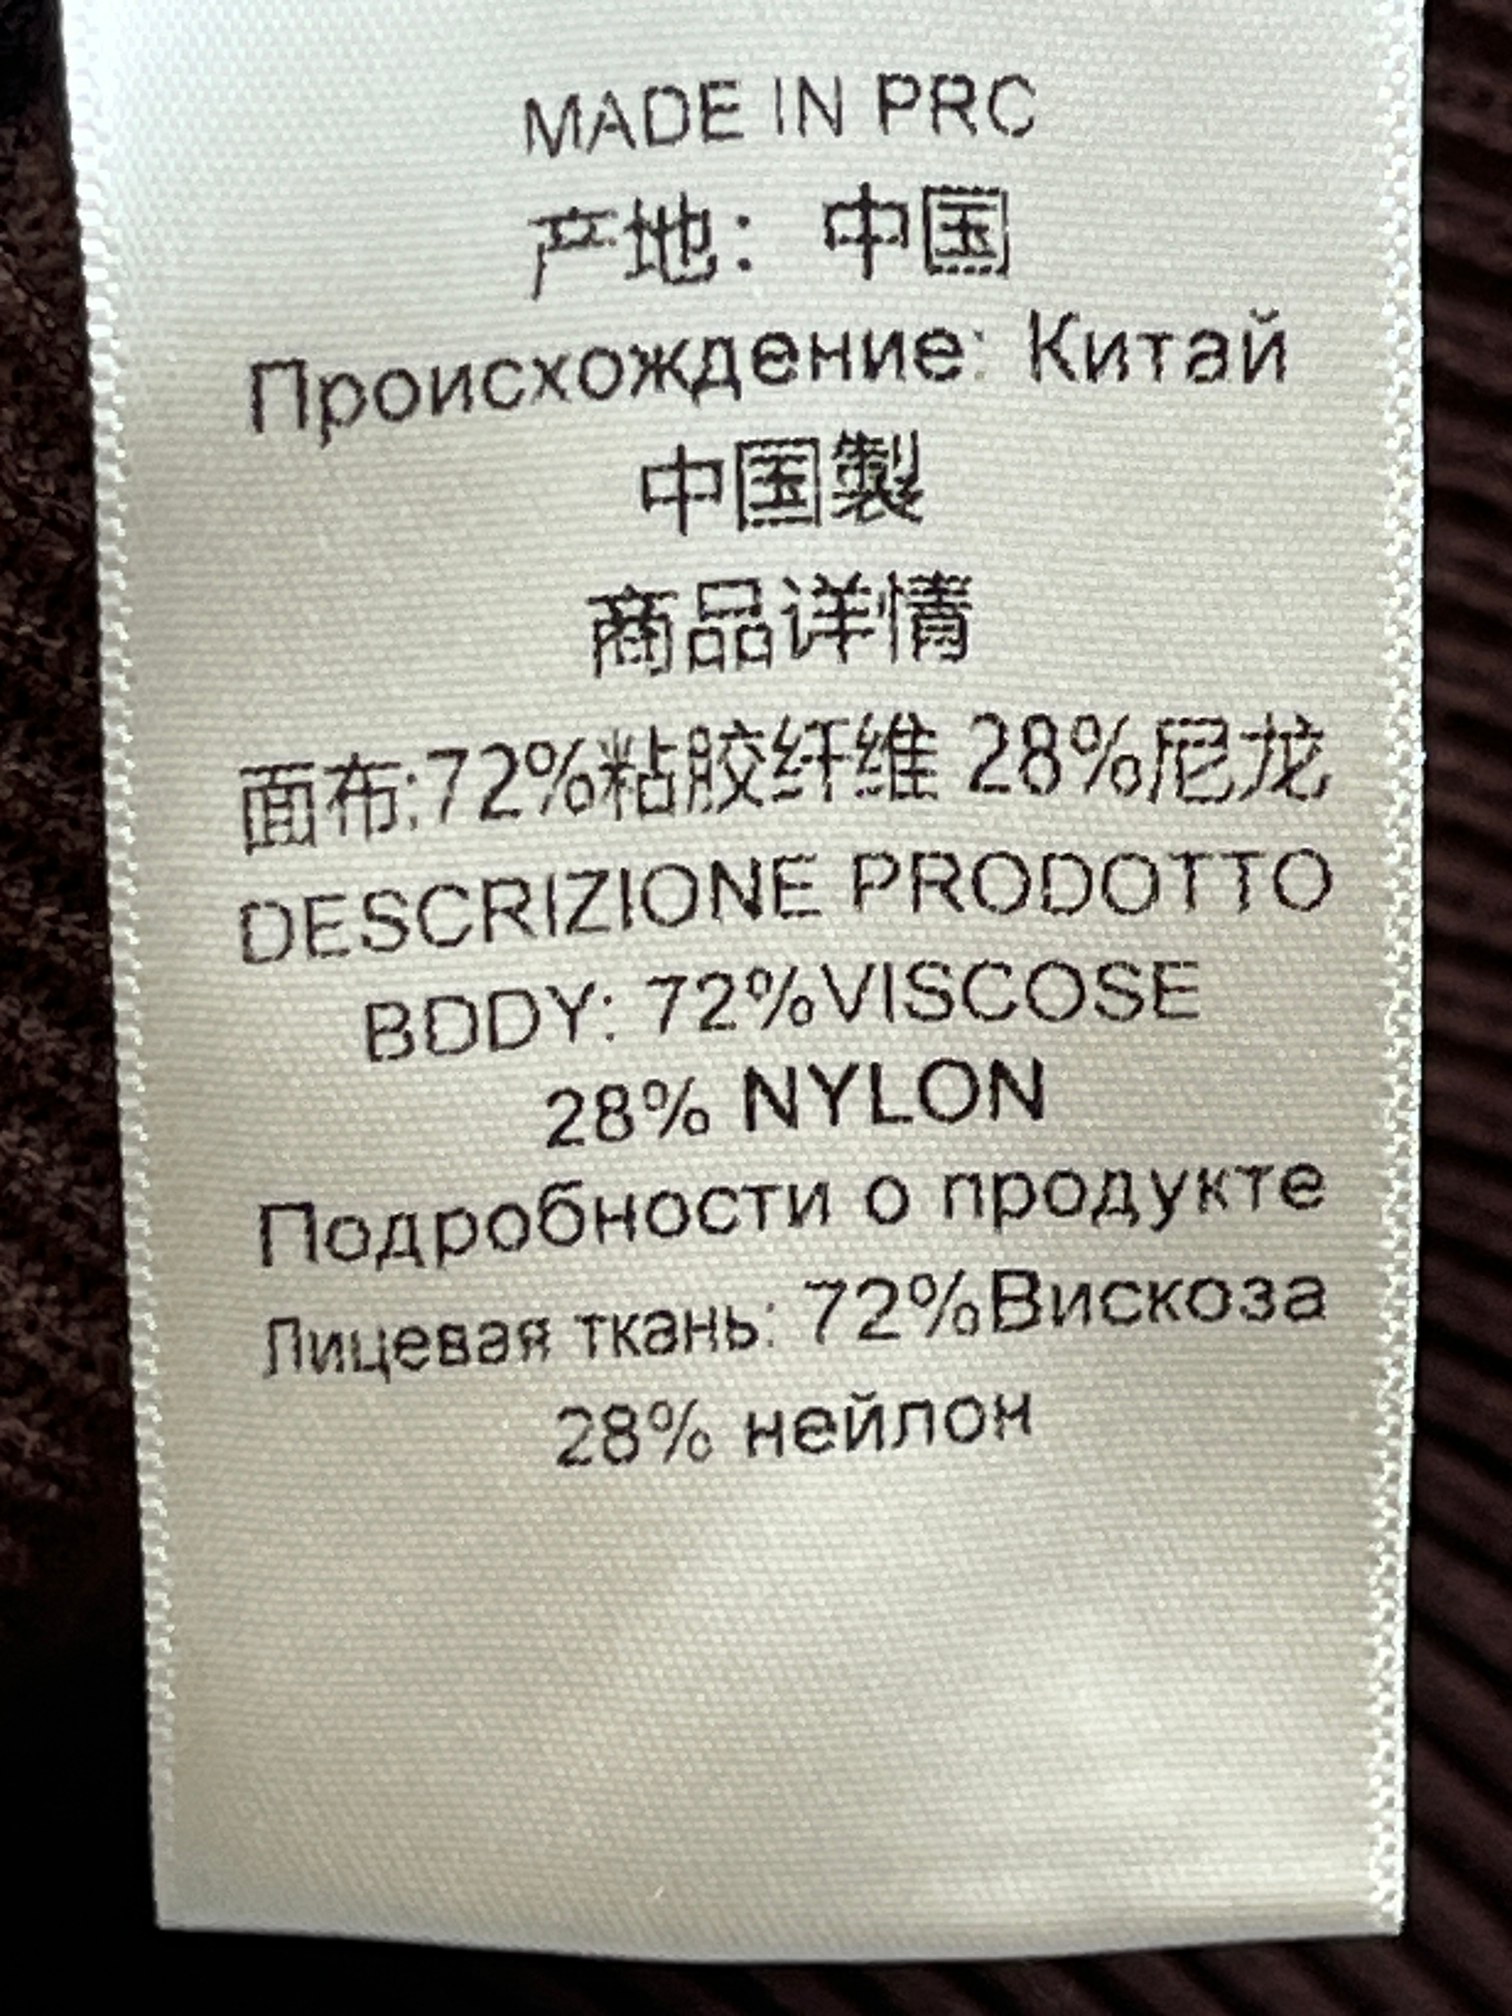 MADE IN PRC
产地：中国
Происхождение: Китай
中国製
商品详情
面布:72%粘胶纤维 28%尼龙
DESCRIZIONE PRODOTTO
BODY: 72%VISCOSE
28% NYLON
Подробности о продукте
Лицевая ткань: 72%Вискоза
28% нейлон